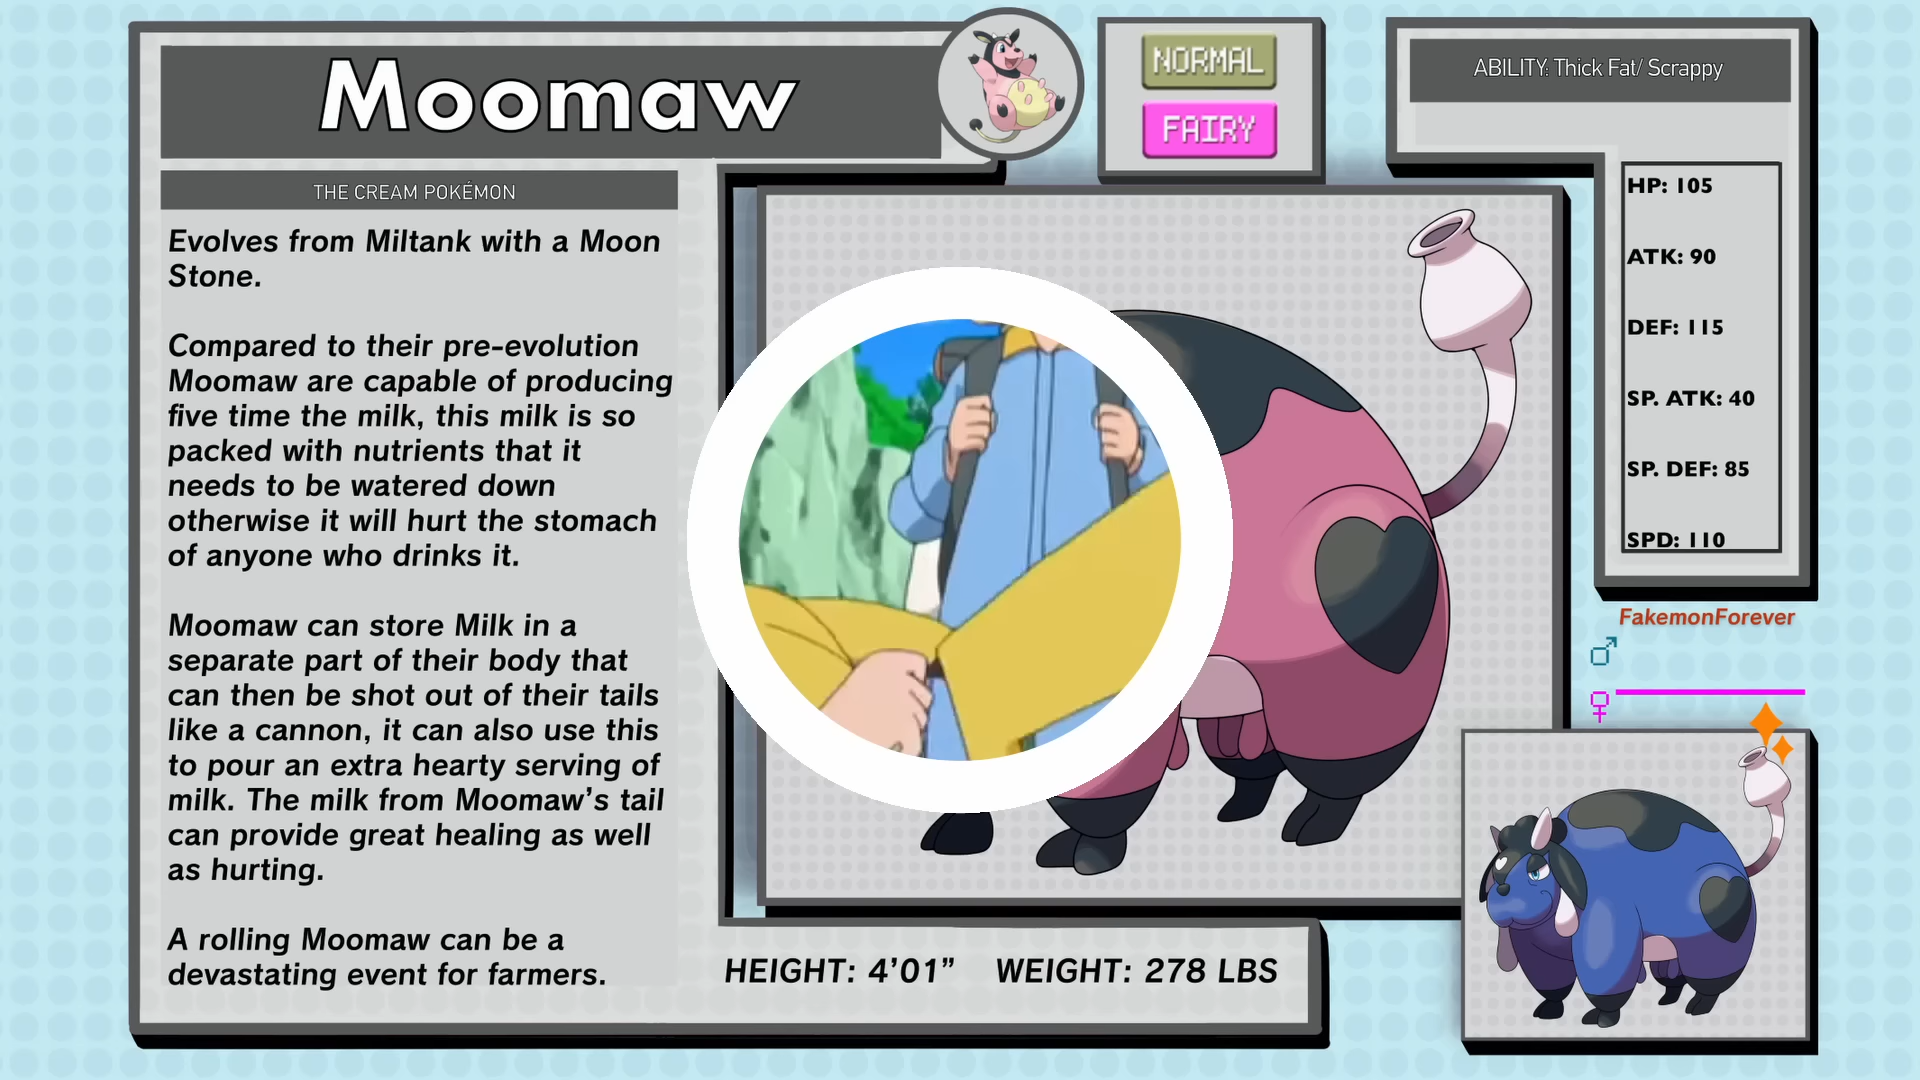 Moomaw
NORMAL
FAIRY
ABILITY: Thick Fat/ Scrappy
THE CREAM POKÉMON
Evolves from Miltank with a Moon
Stone.
Compared to their pre-evolution
Moomaw are capable of producing
five time the milk, this milk is so
packed with nutrients that it
needs to be watered down
otherwise it will hurt the stomach
of anyone who drinks it.
Moomaw can store Milk in a
separate part of their body that
can then be shot out of their tails
like a cannon, it can also use this
to pour an extra hearty serving of
milk. The milk from Moomaw’s tail
can provide great healing as well
as hurting.
A rolling Moomaw can be a
devastating event for farmers.
HEIGHT: 4’01” WEIGHT: 278 LBS
HP: 105
ATK: 90
DEF: 115
SP. ATK: 40
SP. DEF: 85
SPD: 110
FakemonForever
♂
♀